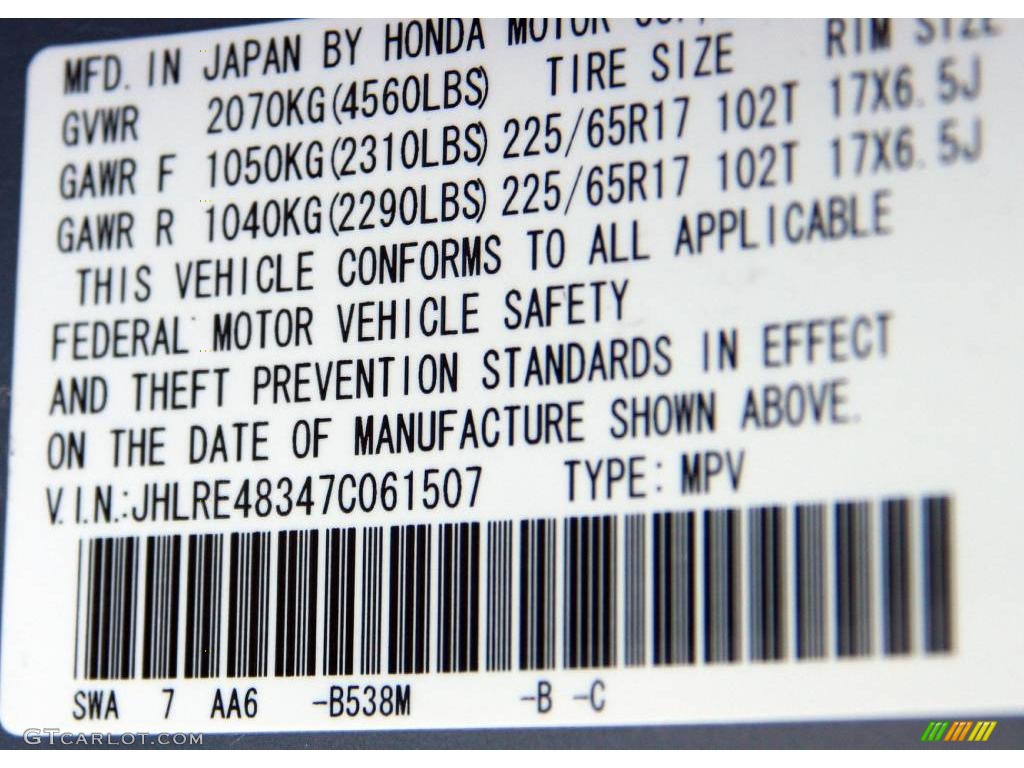 MFD. IN JAPAN BY HONDA MOTOR
RIM SIZE
GVWR 2070KG(4560LBS) TIRE SIZE
GAWR F 1050KG(2310LBS) 225/65R17 102T 17X6.5J
GAWR R 1040KG(2290LBS) 225/65R17 102T 17X6.5J
THIS VEHICLE CONFORMS TO ALL APPLICABLE
FEDERAL MOTOR VEHICLE SAFETY
AND THEFT PREVENTION STANDARDS IN EFFECT
ON THE DATE OF MANUFACTURE SHOWN ABOVE.
V.I.N.:JHLRE48347C061507 TYPE: MPV
SWA 7 AA6 -B538M -B -C
GTCARLOT.COM